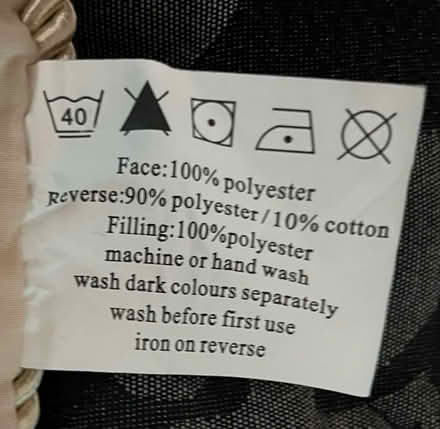 40
Face:100% polyester
Reverse:90% polyester/10% cotton
Filling:100%polyester
machine or hand wash
wash dark colours separately
wash before first use
iron on reverse